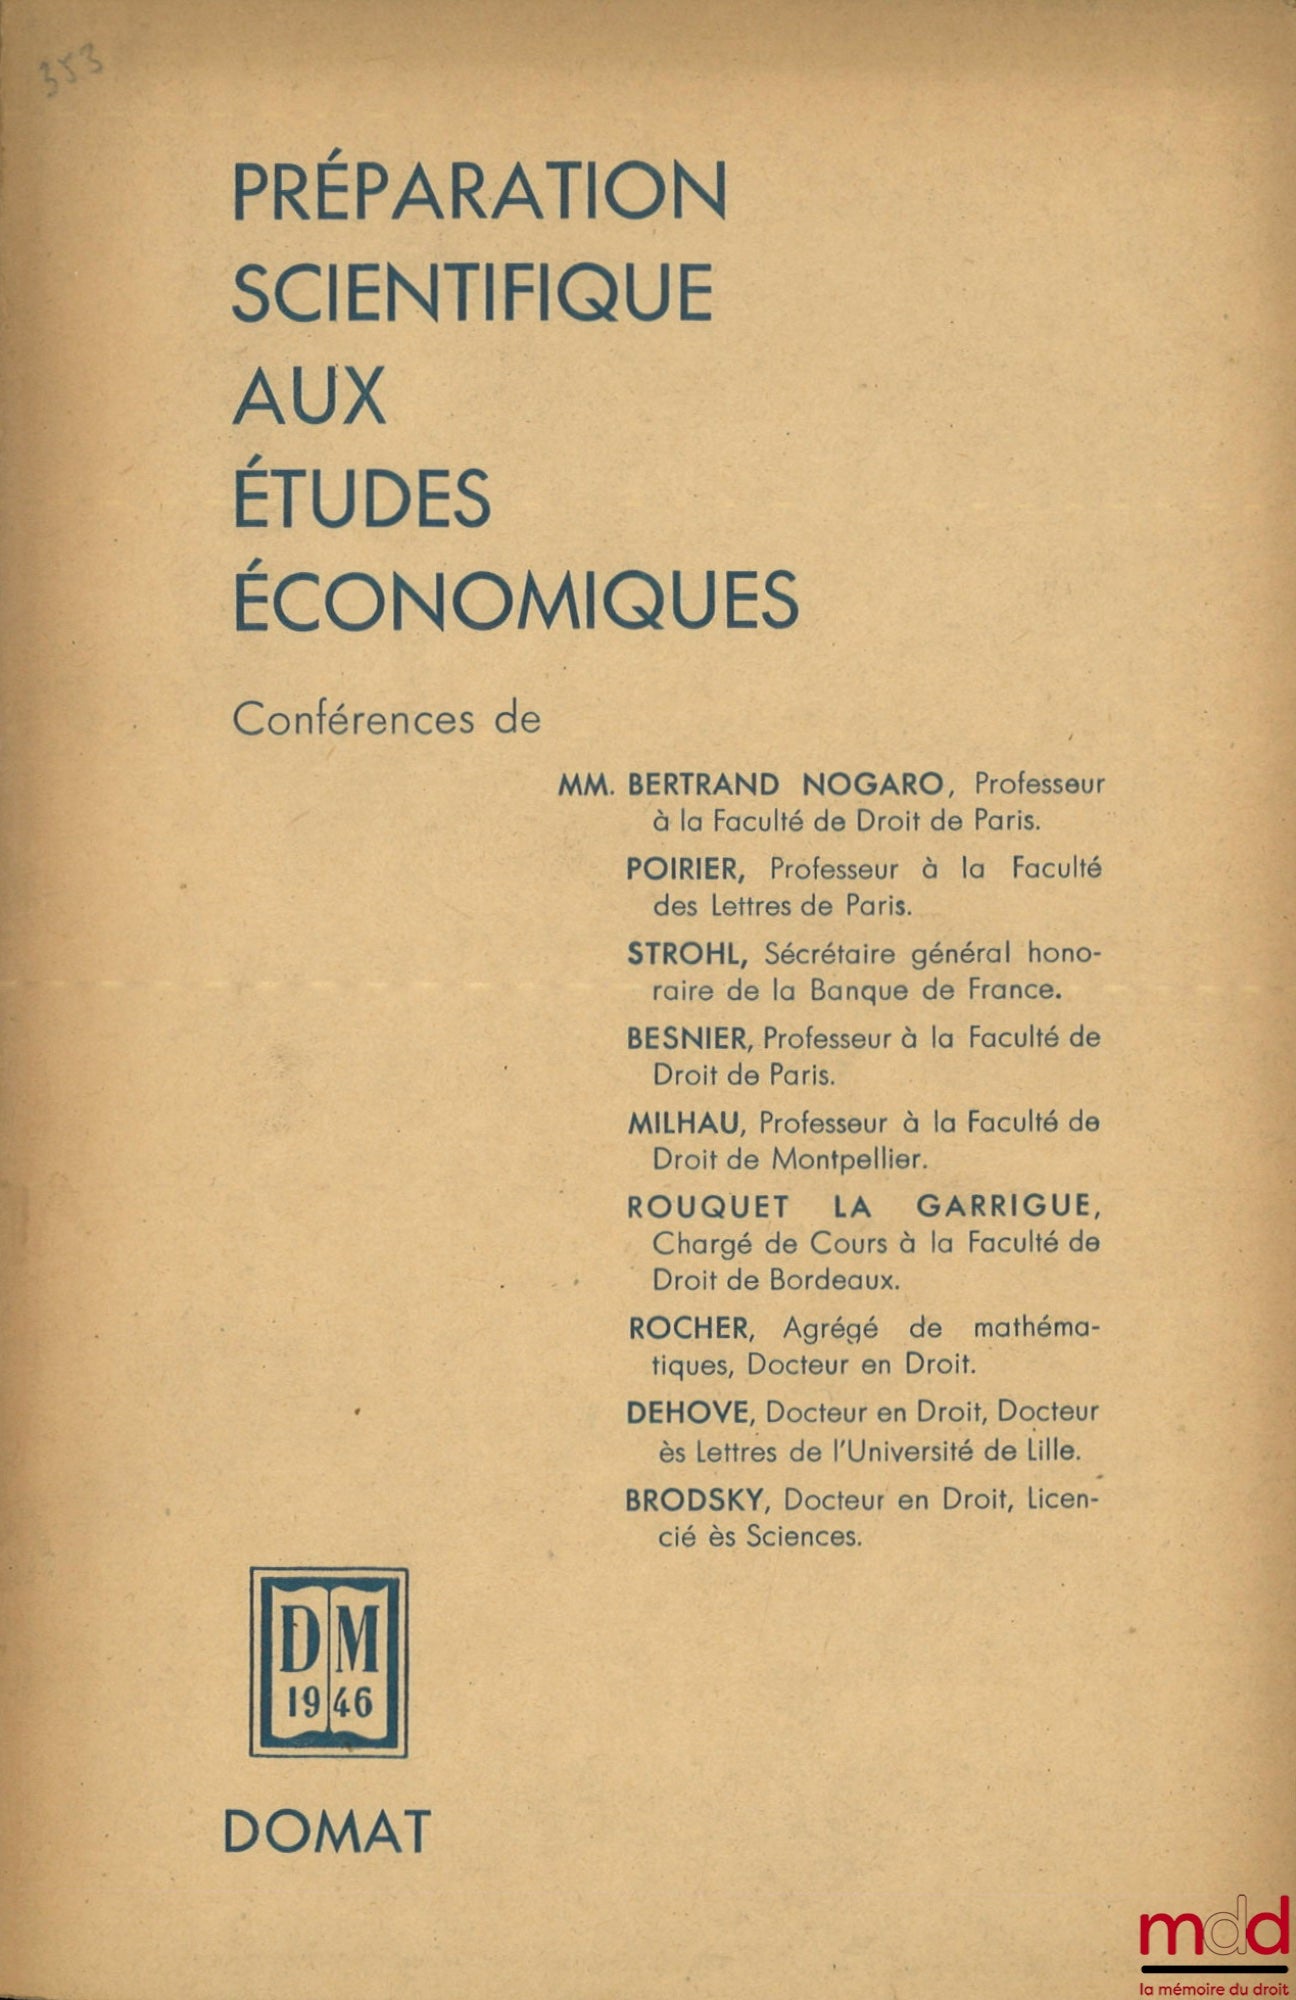 353
PRÉPARATION
SCIENTIFIQUE
AUX
ÉTUDES
ÉCONOMIQUES
Conférences de
MM. BERTRAND NOGARO, Professeur
à la Faculté de Droit de Paris.
POIRIER, Professeur à la Faculté
des Lettres de Paris.
STROHL, Sécrétaire général hono-
raire de la Banque de France.
BESNIER, Professeur à la Faculté de
Droit de Paris.
MILHAU, Professeur à la Faculté de
Droit de Montpellier.
ROUQUET LA GARRIGUE,
Chargé de Cours à la Faculté de
Droit de Bordeaux.
ROCHER, Agrégé de mathéma-
tiques, Docteur en Droit.
DEHOVE, Docteur en Droit, Docteur
ès Lettres de l'Université de Lille.
BRODSKY, Docteur en Droit, Licen-
cié ès Sciences.
DM
1946
DOMAT
mdd
la mémoire du droit